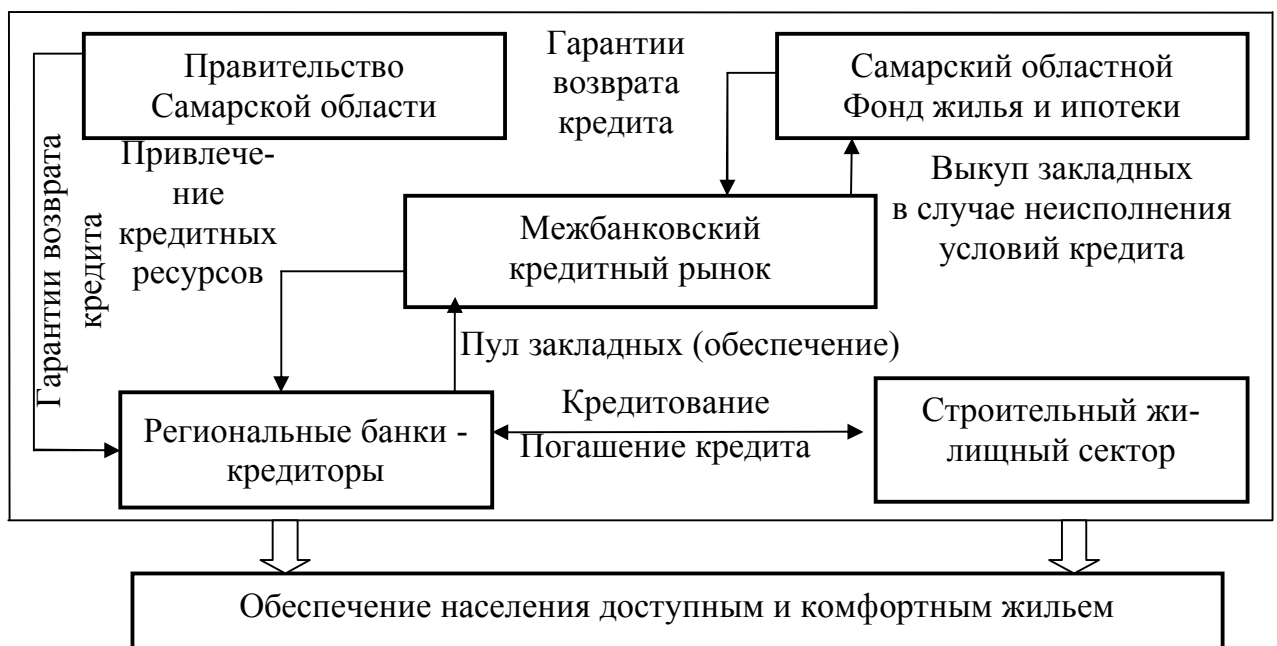 Правительство
Самарской области
Гарантии
возврата
кредита
Самарский областной
Фонд жилья и ипотеки
Гарантии возврата
кредита
Привлече-
ние
кредитных
ресурсов
Межбанковский
кредитный рынок
Выкуп закладных
в случае неисполнения
условий кредита
Пул закладных (обеспечение)
Региональные банки -
кредиторы
Кредитование
Погашение кредита
Строительный жи-
лищный сектор
Обеспечение населения доступным и комфортным жильем